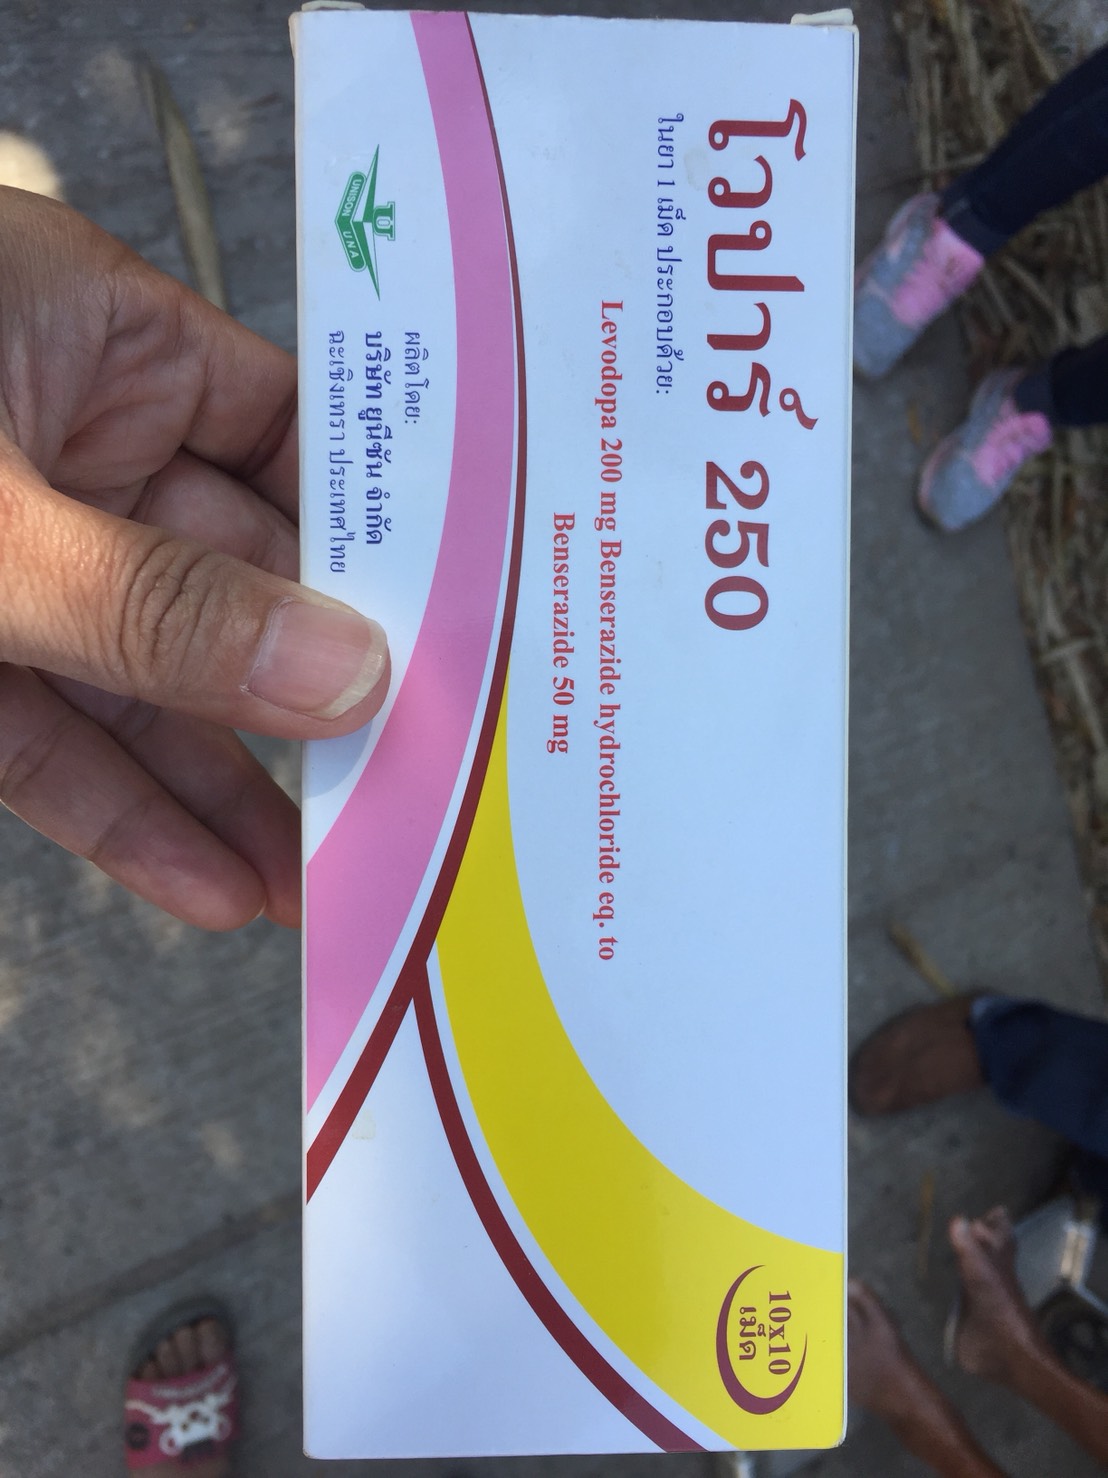 โวปาร์ 250
ในยา 1 เม็ด ประกอบด้วย:
Levodopa 200 mg Benserazide hydrochloride eq. to
Benserazide 50 mg
UNISON
U N A
ผลิตโดย:
บริษัท ยูนีซัน จำกัด
ฉะเชิงเทรา ประเทศไทย
10x10
เม็ด